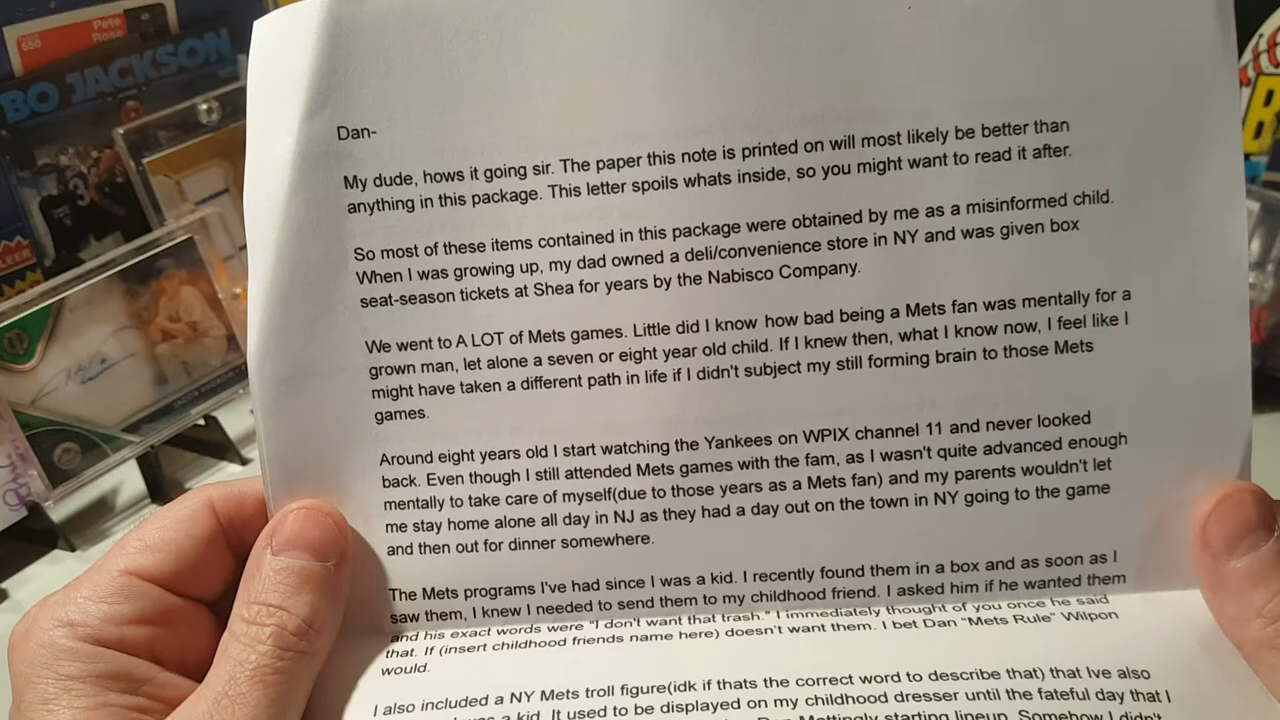 Pete
Rose
550
BO JACKSON
Dan-
My dude, hows it going sir. The paper this note is printed on will most likely be better than
anything in this package. This letter spoils whats inside, so you might want to read it after.
So most of these items contained in this package were obtained by me as a misinformed child.
When I was growing up, my dad owned a deli/convenience store in NY and was given box
seat-season tickets at Shea for years by the Nabisco Company.
We went to A LOT of Mets games. Little did I know how bad being a Mets fan was mentally for a
grown man, let alone a seven or eight year old child. If I knew then, what I know now, I feel like I
might have taken a different path in life if I didn't subject my still forming brain to those Mets
games.
Around eight years old I start watching the Yankees on WPIX channel 11 and never looked
back. Even though I still attended Mets games with the fam, as I wasn't quite advanced enough
mentally to take care of myself(due to those years as a Mets fan) and my parents wouldn't let
me stay home alone all day in NJ as they had a day out on the town in NY going to the game
and then out for dinner somewhere.
The Mets programs I've had since I was a kid. I recently found them in a box and as soon as I
saw them, I knew I needed to send them to my childhood friend. I asked him if he wanted them
and his exact words were "I don't want that trash." I immediately thought of you once he said
that. If (insert childhood friends name here) doesn't want them. I bet Dan "Mets Rule" Wilpon
would.
I also included a NY Mets troll figure(idk if thats the correct word to describe that) that Ive also
a kid. It used to be displayed on my childhood dresser until the fateful day that I
Mattingly starting lineup. Somehow I didn't